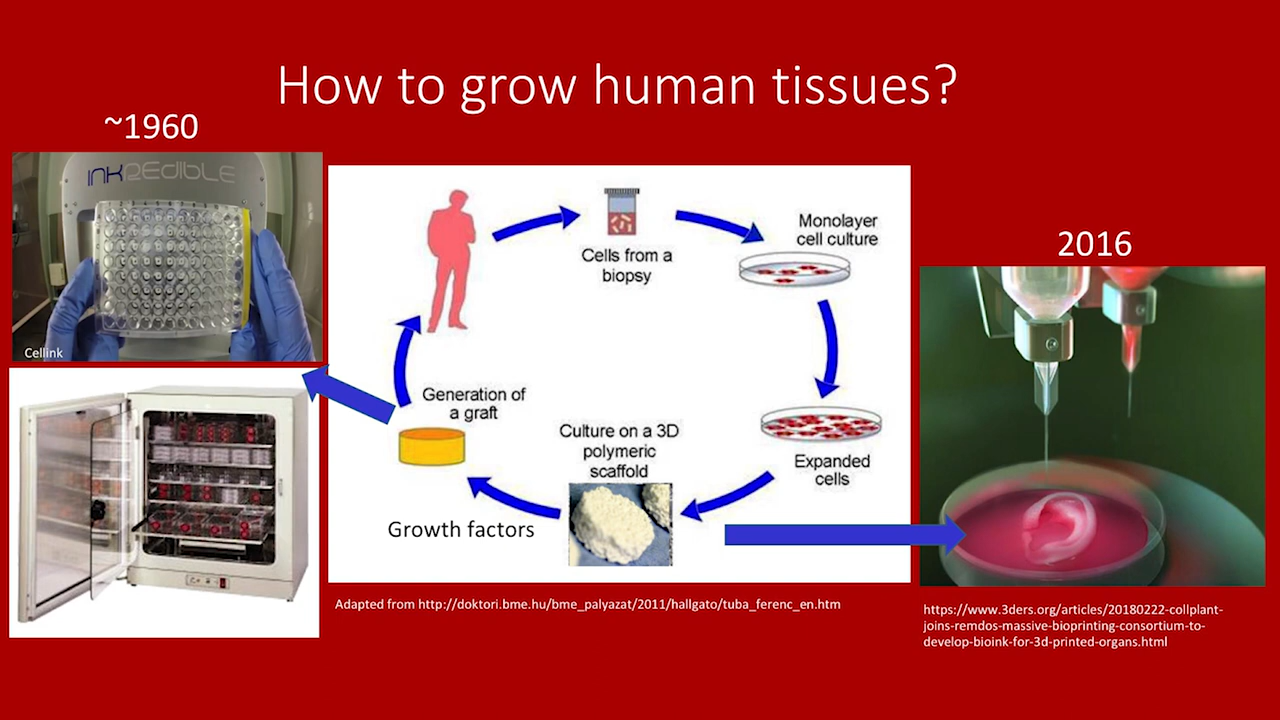 How to grow human tissues?
~1960
INKREDIBLE
Cellink
Cells from a
biopsy
Monolayer
cell culture
Expanded
cells
Culture on a 3D
polymeric
scaffold
Growth factors
Generation of
a graft
2016
Adapted from http://doktori.bme.hu/bme_palyazat/2011/hallgato/tuba_ferenc_en.htm
https://www.3ders.org/articles/20180222-collplant-
joins-remdos-massive-bioprinting-consortium-to-
develop-bioink-for-3d-printed-organs.html